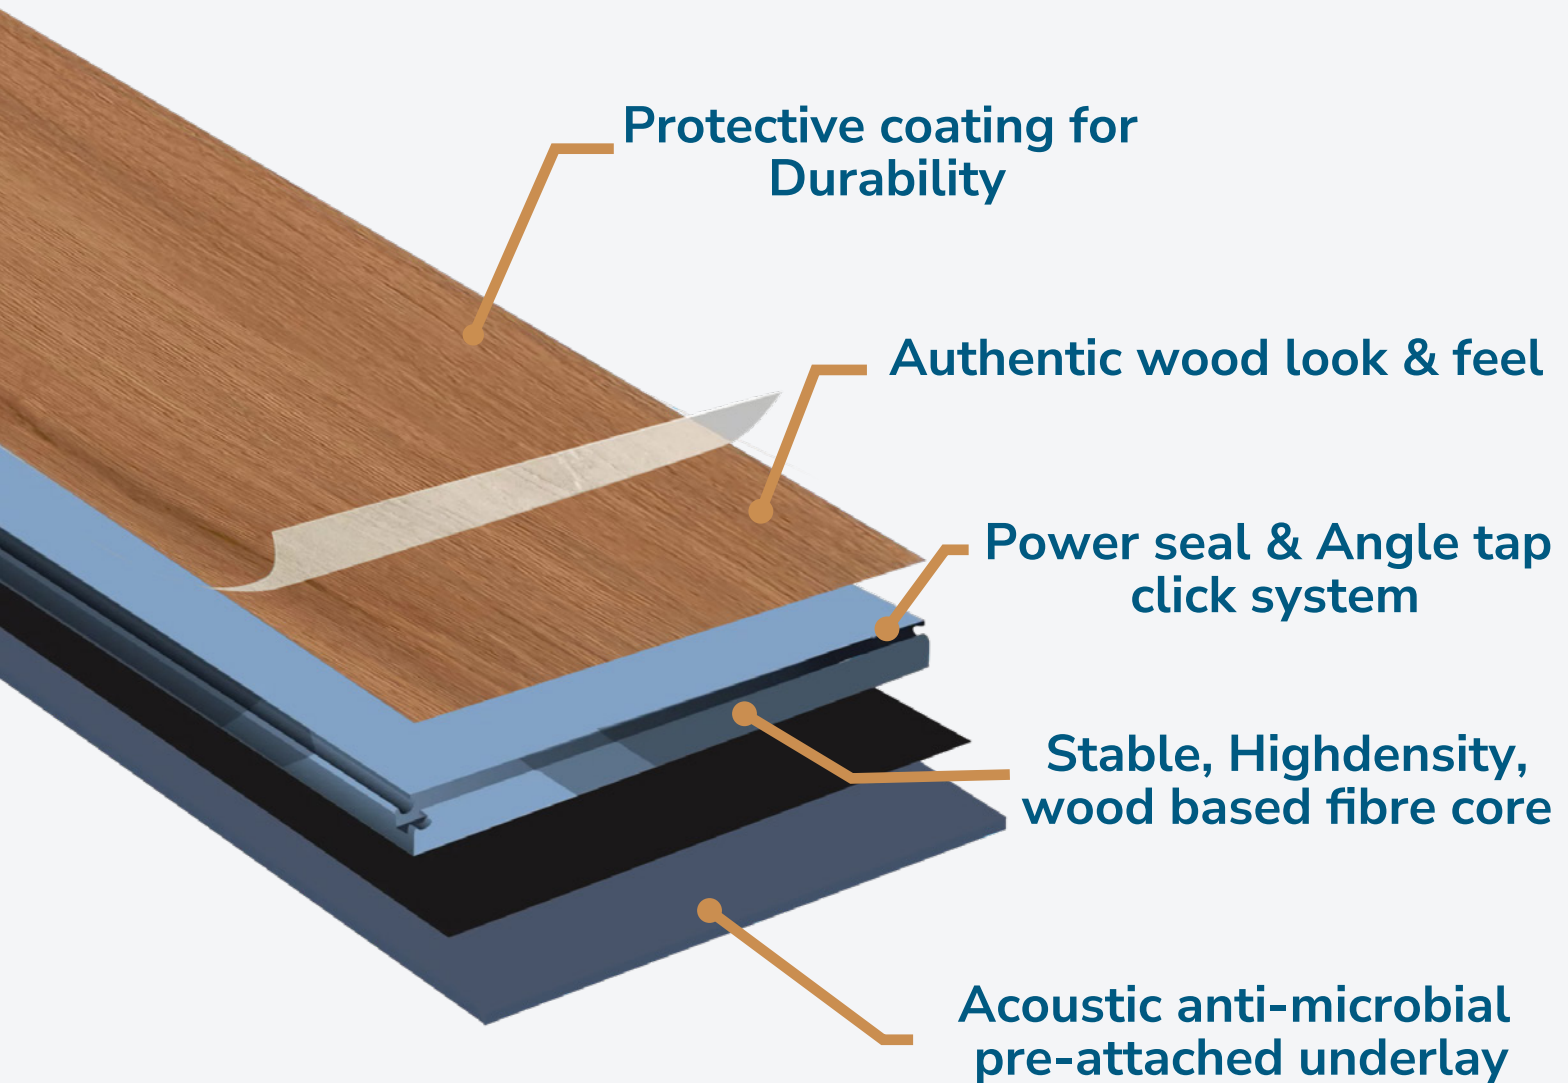 Protective coating for
Durability
Authentic wood look & feel
Power seal & Angle tap
click system
Stable, Highdensity,
wood based fibre core
Acoustic anti-microbial
pre-attached underlay